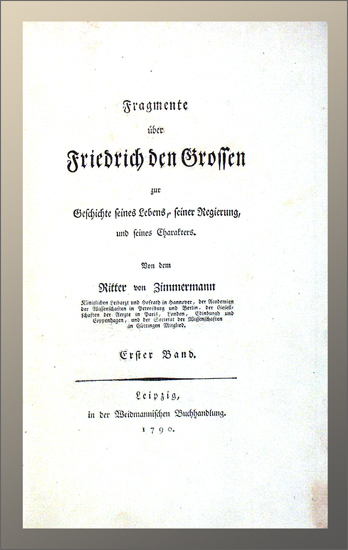 Fragmente
über
Friedrich den Grossen
zur
Geschichte seines Lebens, seiner Regierung,
und seines Charakters.
Von dem
Ritter von Zimmermann
Königlichen Leibarzt und Hofrath in Hannover, der Academien
der Wissenschaften in Petersburg und Berlin, der Gesell-
schaften der Aerzte in Paris, London, Edinburgh und
Coppenhagen, und der Societät der Wissenschaften
in Göttingen Mitglied.
Erster Band.
Leipzig,
in der Weidmannischen Buchhandlung.
1790.